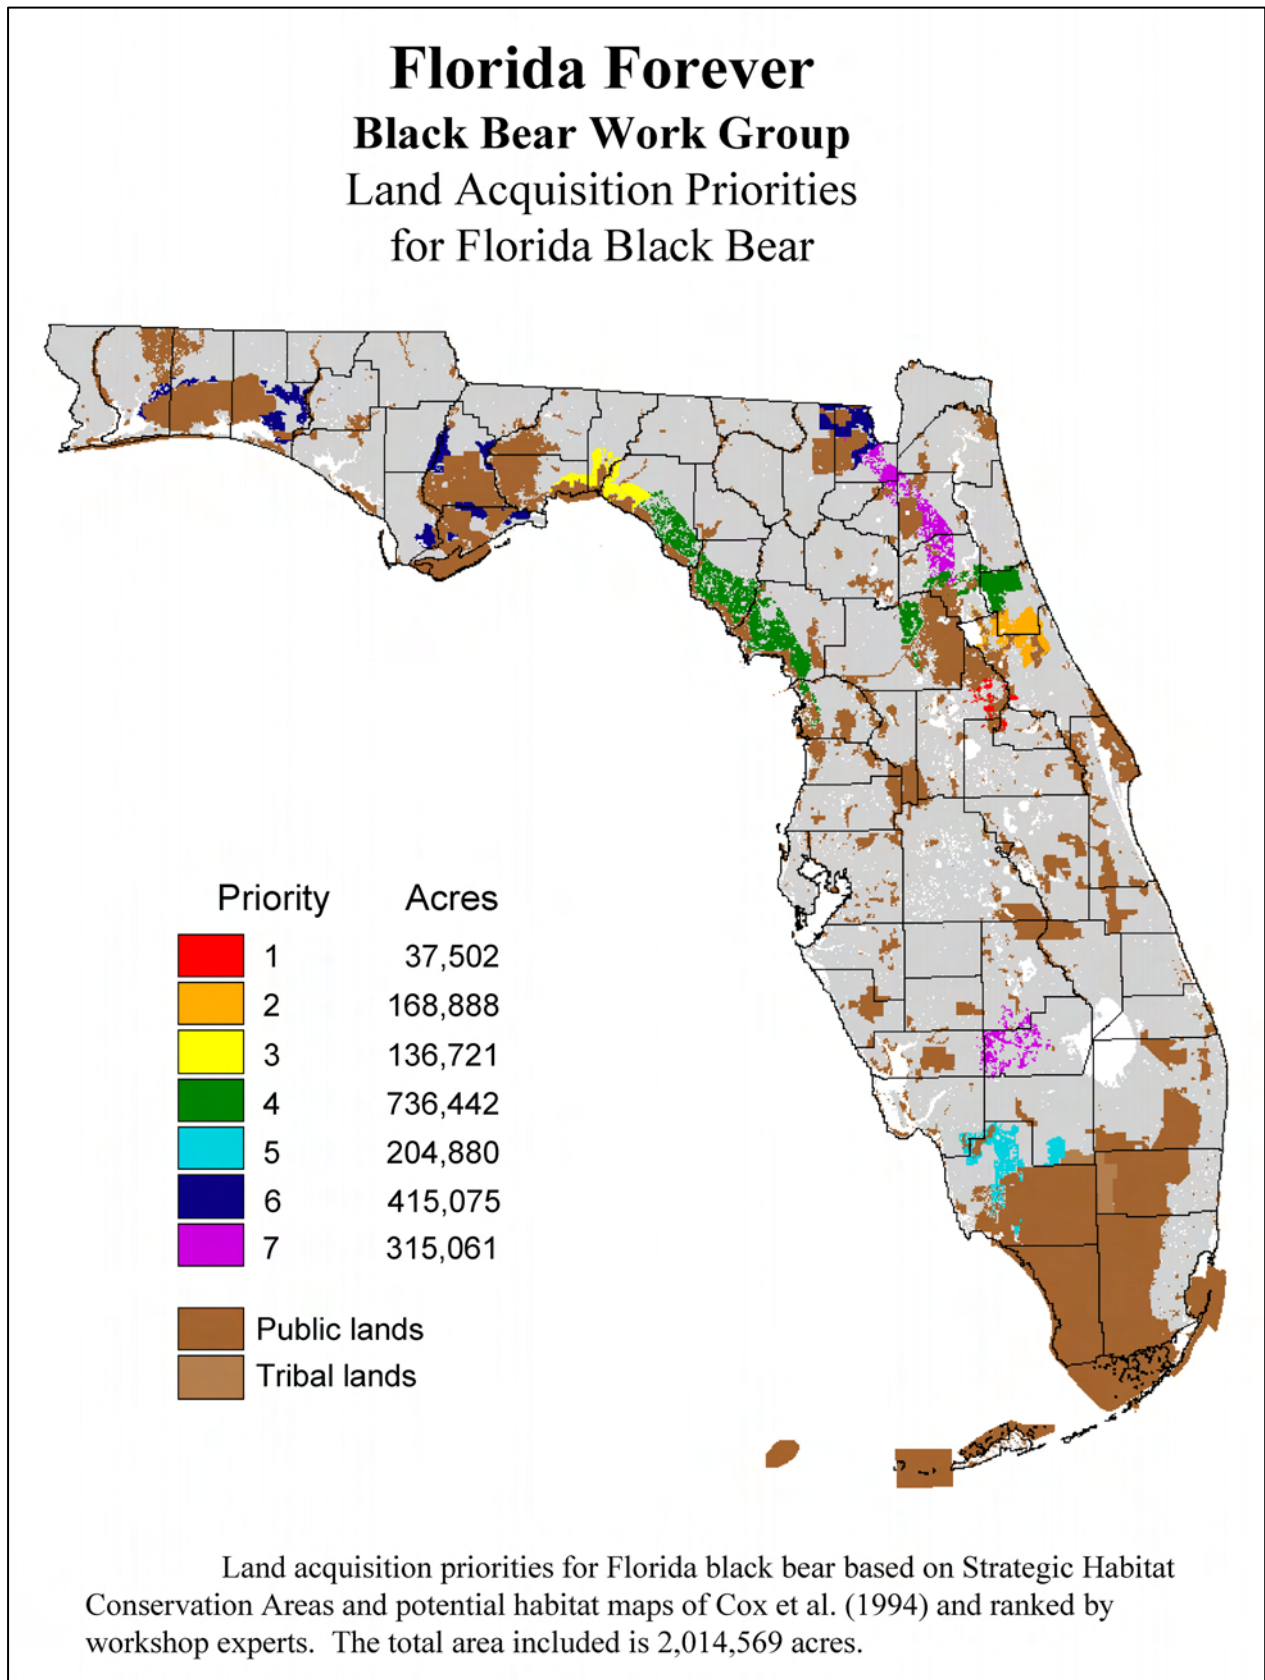 Florida Forever
Black Bear Work Group
Land Acquisition Priorities
for Florida Black Bear
Priority Acres
1 37,502
2 168,888
3 136,721
4 736,442
5 204,880
6 415,075
7 315,061
Public lands
Tribal lands
Land acquisition priorities for Florida black bear based on Strategic Habitat
Conservation Areas and potential habitat maps of Cox et al. (1994) and ranked by
workshop experts. The total area included is 2,014,569 acres.